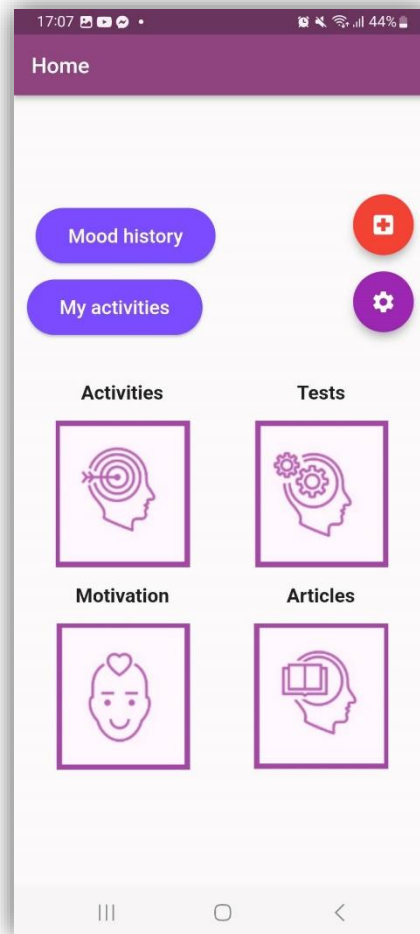 17:07 44%
Home
Mood history
My activities
Activities Tests
Motivation Articles